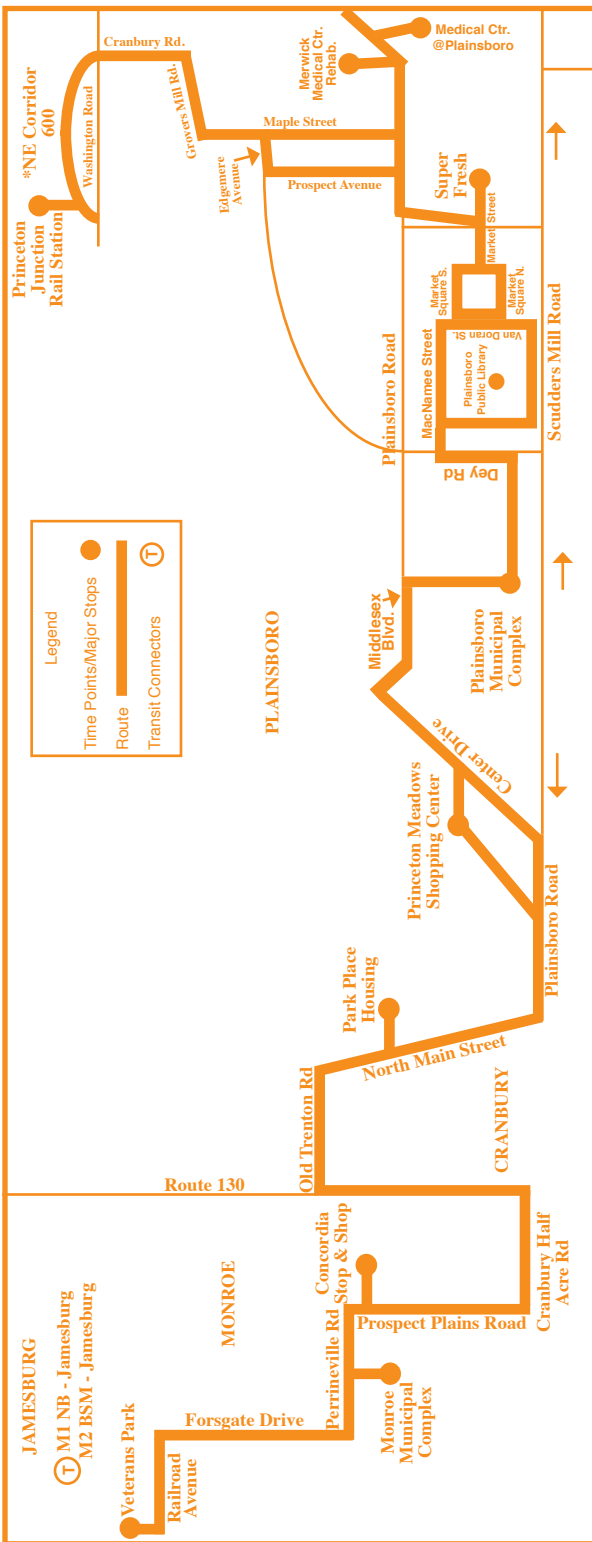 Cranbury Rd.
*NE Corridor
600
Washington Road
Grovers Mill Rd.
Princeton
Junction
Rail Station
Edgemere
Avenue
Maple Street
Prospect Avenue
Merwick
Medical Ctr.
Rehab.
Medical Ctr.
@Plainsboro
Super
Fresh
Market Street
Market
Square S.
Market
Square N.
MacNamee Street
Van Doran St.
Plainsboro
Public Library
Plainsboro Road
Scudders Mill Road
Dey Rd
Legend
Time Points/Major Stops
Route
Transit Connectors
T
PLAINSBORO
Middlesex
Blvd.
Plainsboro
Municipal
Complex
Center Drive
Princeton Meadows
Shopping Center
Plainsboro Road
Park Place
Housing
North Main Street
Old Trenton Rd
CRANBURY
Route 130
Cranbury Half
Acre Rd
Concordia
Stop & Shop
Prospect Plains Road
MONROE
Perrineville Rd
Monroe
Municipal
Complex
Forsgate Drive
JAMESBURG
T M1 NB - Jamesburg
M2 BSM - Jamesburg
Veterans Park
Railroad
Avenue